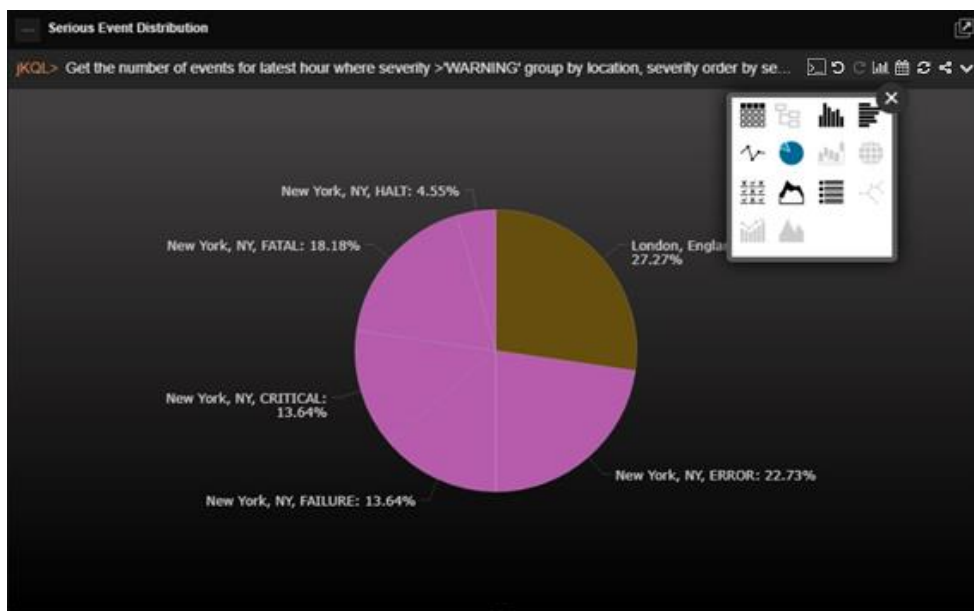 Serious Event Distribution
jKQL> Get the number of events for latest hour where severity >'WARNING' group by location, severity order by se...
New York, NY, HALT: 4.55%
New York, NY, FATAL: 18.18%
London, Engla
27.27%
New York, NY, CRITICAL:
13.64%
New York, NY, ERROR: 22.73%
New York, NY, FAILURE: 13.64%